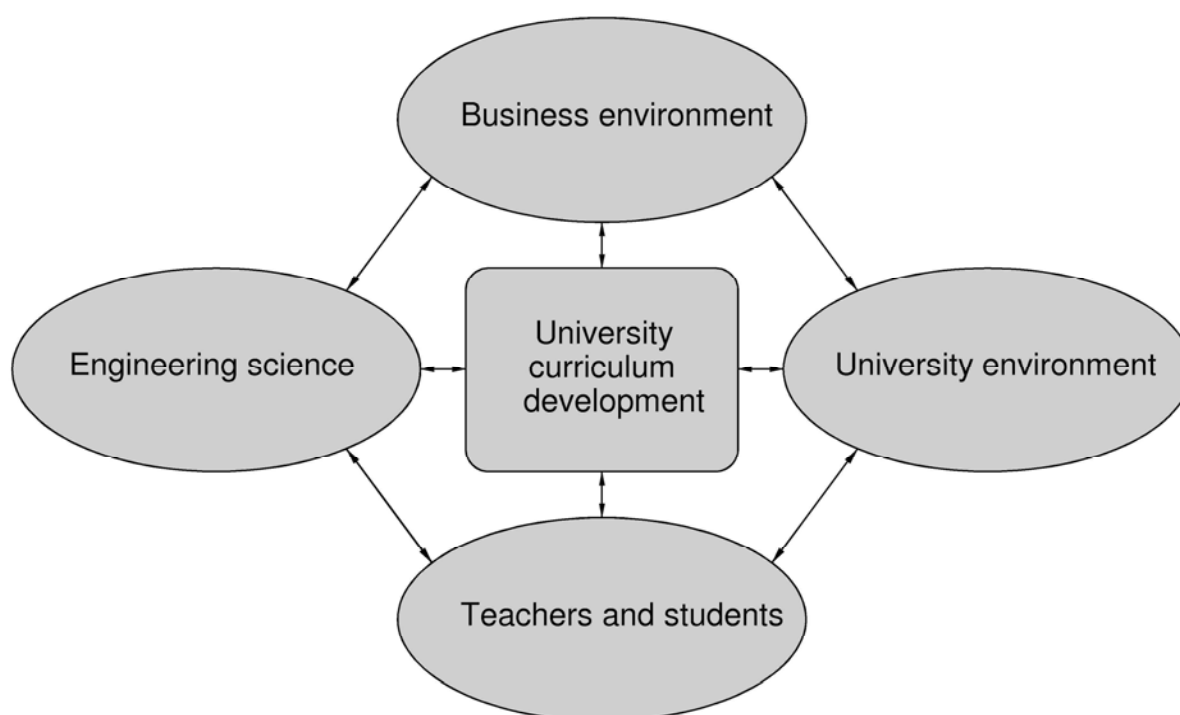 Business environment
Engineering science
University
curriculum
development
University environment
Teachers and students